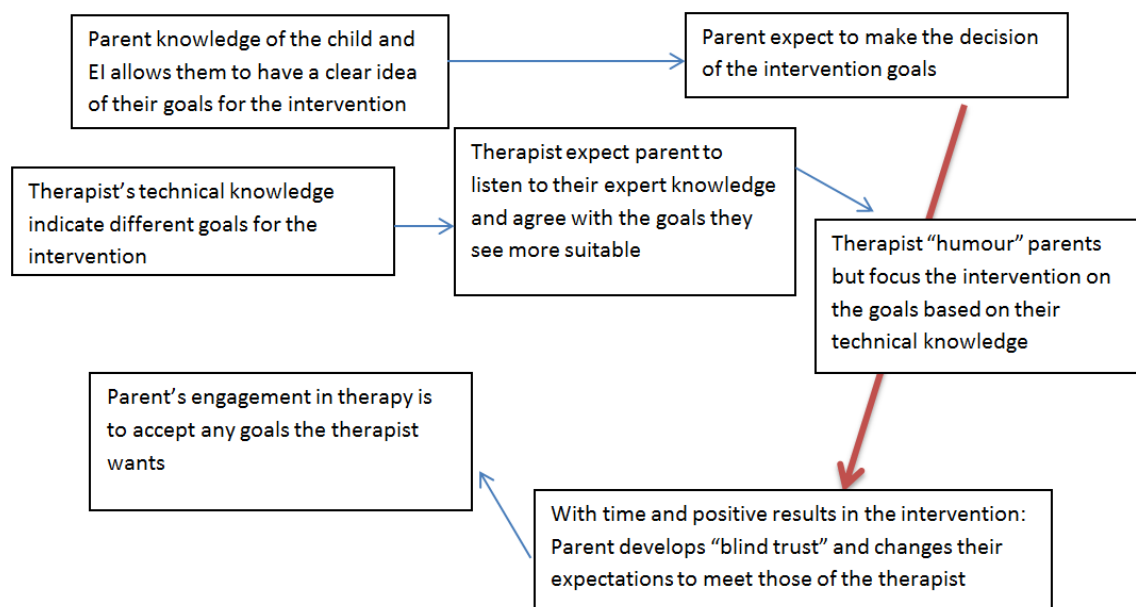 Parent knowledge of the child and
EI allows them to have a clear idea
of their goals for the intervention
Parent expect to make the decision
of the intervention goals
Therapist’s technical knowledge
indicate different goals for the
intervention
Therapist expect parent to
listen to their expert knowledge
and agree with the goals they
see more suitable
Therapist “humour” parents
but focus the intervention on
the goals based on their
technical knowledge
Parent’s engagement in therapy is
to accept any goals the therapist
wants
With time and positive results in the intervention:
Parent develops “blind trust” and changes their
expectations to meet those of the therapist